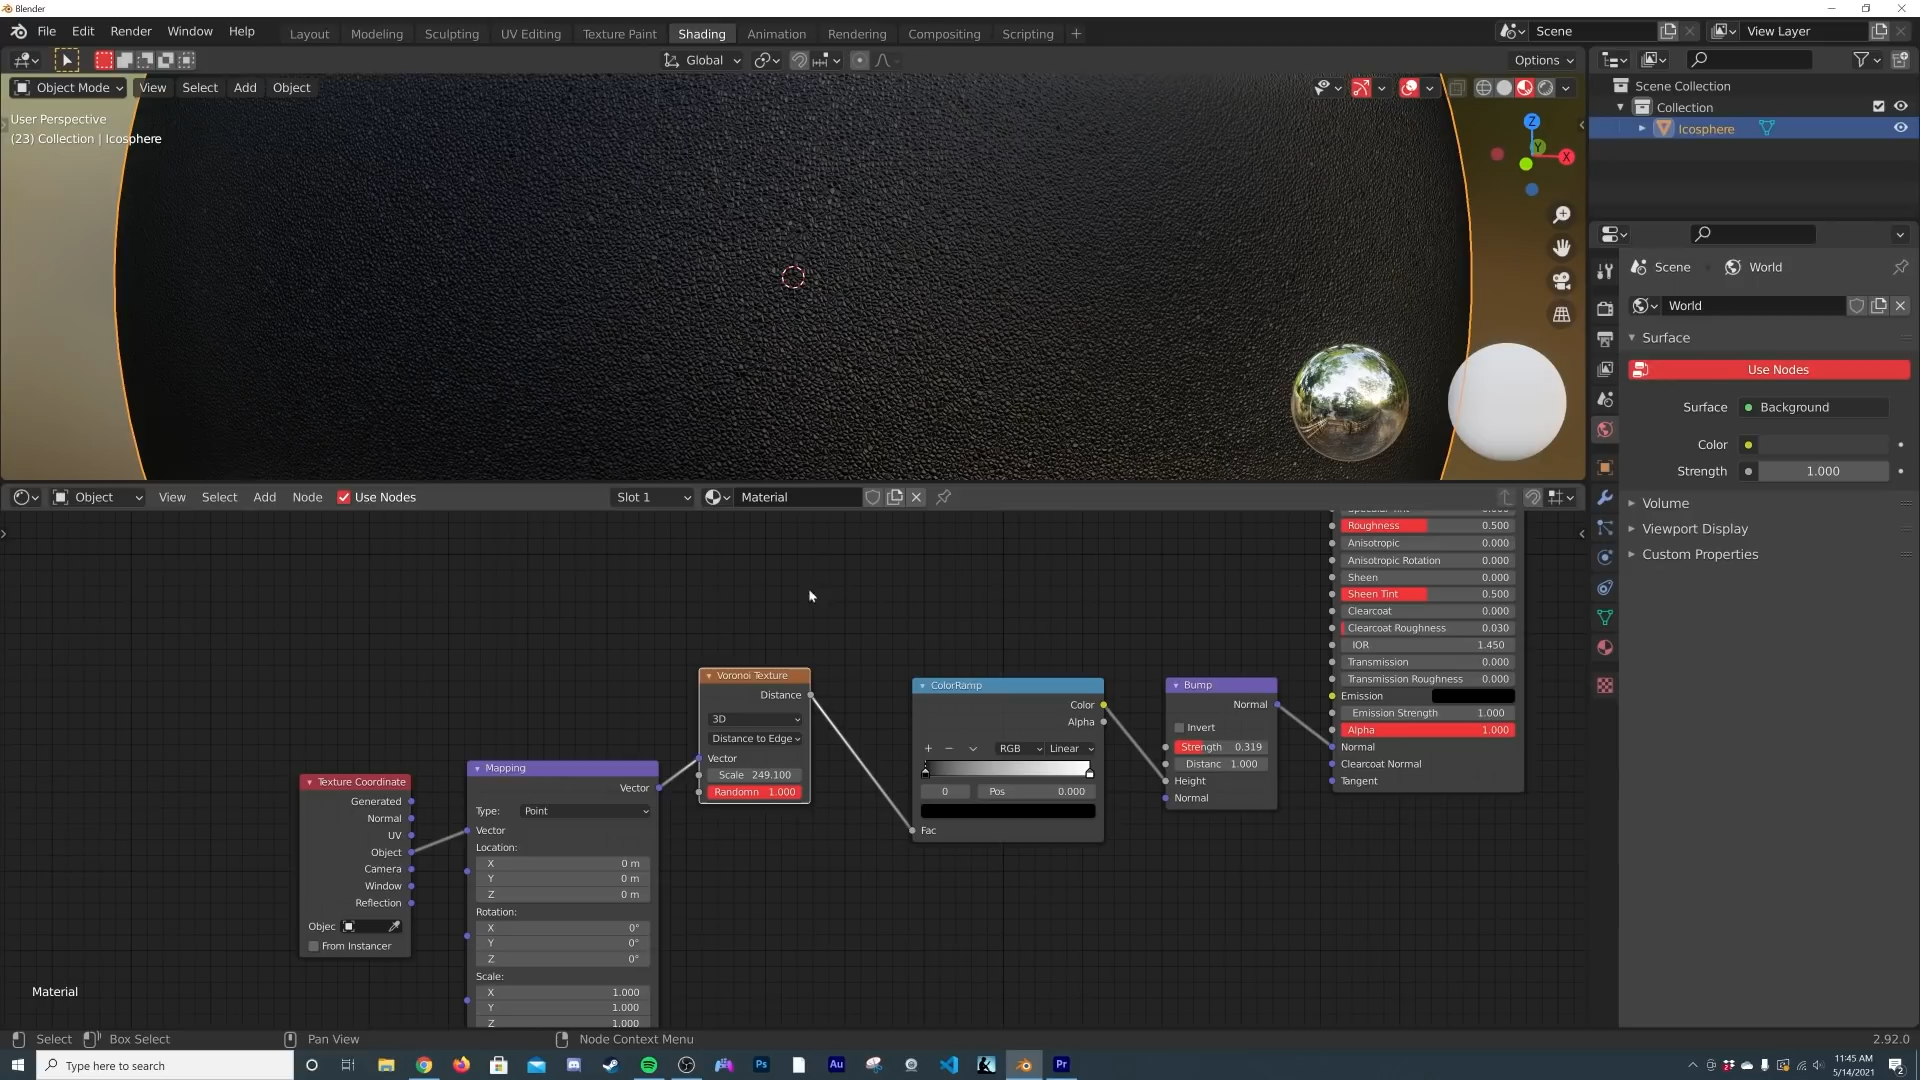 Blender
File Edit Render Window Help
Layout Modeling Sculpting UV Editing Texture Paint Shading Animation Rendering Compositing Scripting +
Scene
View Layer
Global
Options
Object Mode View Select Add Object
User Perspective
(23) Collection | Icosphere
Z
Y
X
Scene Collection
Collection
Icosphere
Scene World
World
Surface
Use Nodes
Surface Background
Color
Strength 1.000
Volume
Viewport Display
Custom Properties
Object View Select Add Node Use Nodes
Slot 1
Material
Roughness 0.500
Anisotropic 0.000
Anisotropic Rotation 0.000
Sheen 0.000
Sheen Tint 0.500
Clearcoat 0.000
Clearcoat Roughness 0.030
IOR 1.450
Transmission 0.000
Transmission Roughness 0.000
Emission
Emission Strength 1.000
Alpha 1.000
Normal
Clearcoat Normal
Tangent
Voronoi Texture
Distance
3D
Distance to Edge
Vector
Scale 249.100
Randomn 1.000
ColorRamp
Color
Alpha
+ − RGB Linear
0 Pos 0.000
Fac
Bump
Normal
Invert
Strength 0.319
Distanc 1.000
Height
Normal
Texture Coordinate
Generated
Normal
UV
Object
Camera
Window
Reflection
Objec
From Instancer
Mapping
Vector
Type: Point
Vector
Location:
X 0 m
Y 0 m
Z 0 m
Rotation:
X 0°
Y 0°
Z 0°
Scale:
X 1.000
Y 1.000
Z 1.000
Material
Select Box Select Pan View Node Context Menu 2.92.0
Type here to search
Ps
Au
Pr
11:45 AM
5/14/2021
2